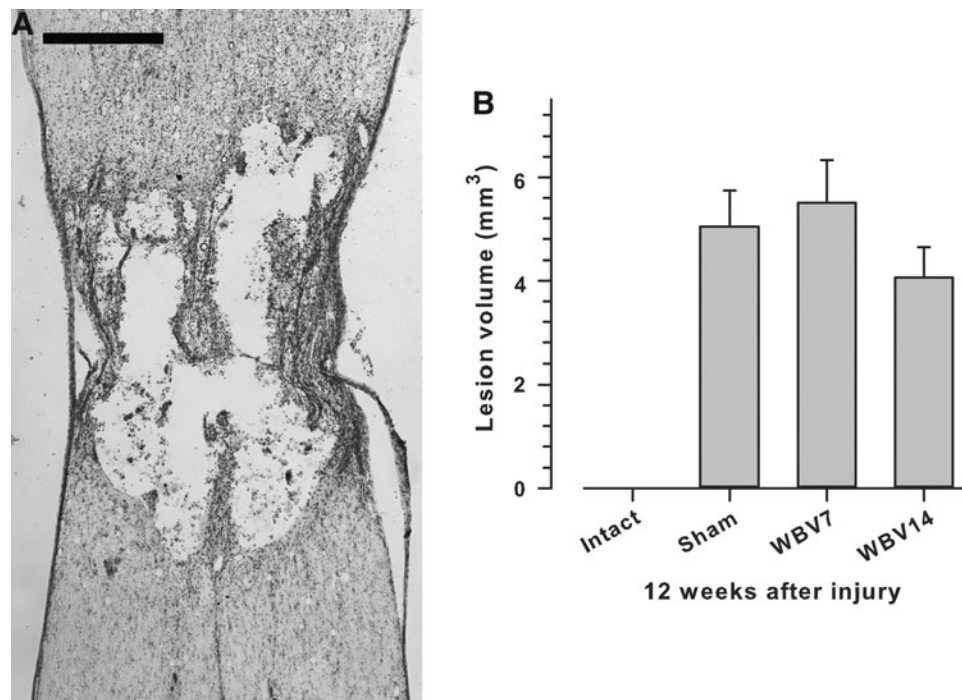 A
B
Lesion volume (mm³)
6
4
2
0
Intact
Sham
WBV7
WBV14
12 weeks after injury